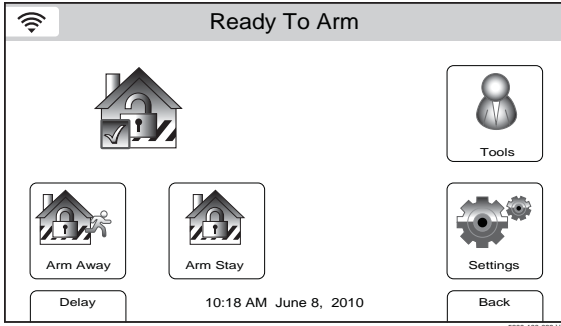 Ready To Arm
Tools
Arm Away
Arm Stay
Settings
Delay
10:18 AM June 8, 2010
Back